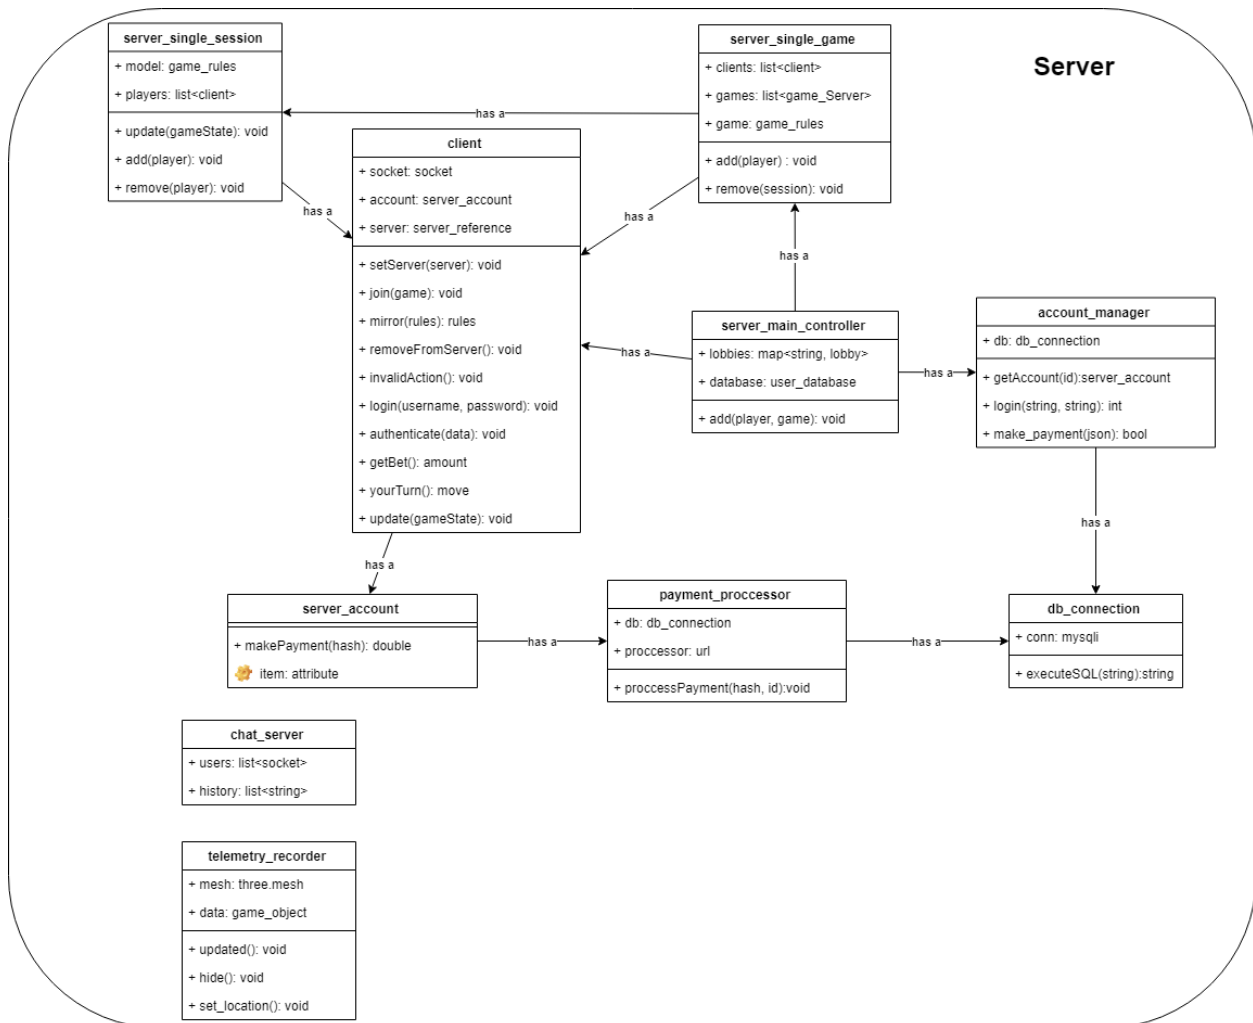 Server
server_single_session
+ model: game_rules
+ players: list<client>
+ update(gameState): void
+ add(player): void
+ remove(player): void
server_single_game
+ clients: list<client>
+ games: list<game_Server>
+ game: game_rules
+ add(player) : void
+ remove(session): void
has a
client
+ socket: socket
+ account: server_account
+ server: server_reference
+ setServer(server): void
+ join(game): void
+ mirror(rules): rules
+ removeFromServer(): void
+ invalidAction(): void
+ login(username, password): void
+ authenticate(data): void
+ getBet(): amount
+ yourTurn(): move
+ update(gameState): void
has a
has a
has a
server_main_controller
+ lobbies: map<string, lobby>
+ database: user_database
+ add(player, game): void
has a
has a
account_manager
+ db: db_connection
+ getAccount(id):server_account
+ login(string, string): int
+ make_payment(json): bool
has a
has a
server_account
+ makePayment(hash): double
item: attribute
has a
payment_proccessor
+ db: db_connection
+ proccessor: url
+ proccessPayment(hash, id):void
has a
db_connection
+ conn: mysqli
+ executeSQL(string):string
chat_server
+ users: list<socket>
+ history: list<string>
telemetry_recorder
+ mesh: three.mesh
+ data: game_object
+ updated(): void
+ hide(): void
+ set_location(): void